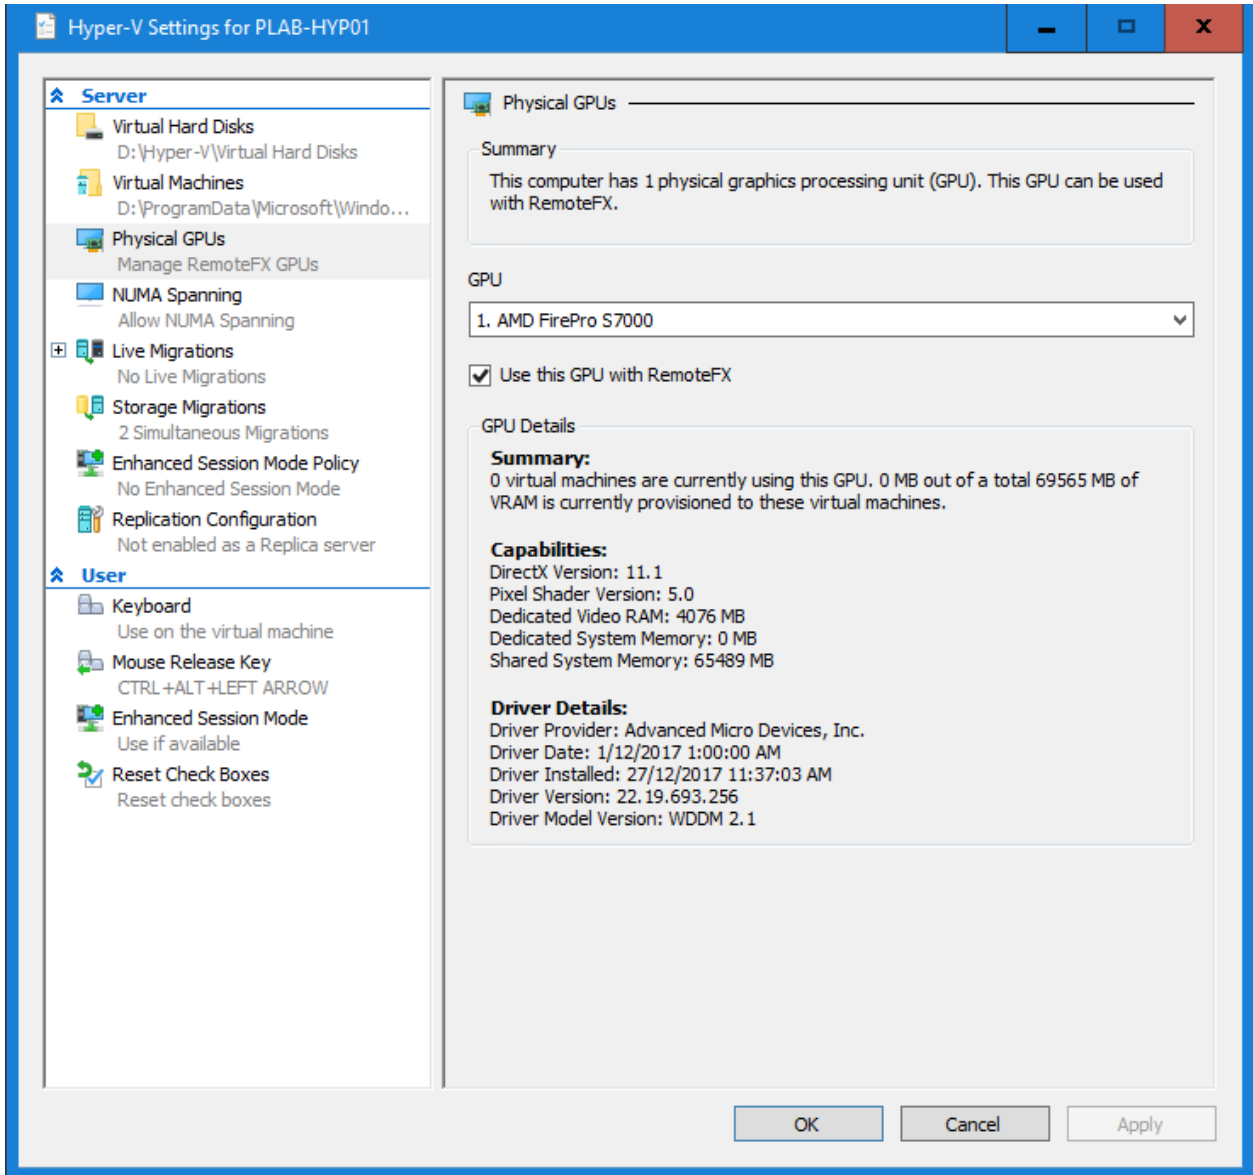 Hyper-V Settings for PLAB-HYP01
Server
Virtual Hard Disks
D:\Hyper-V\Virtual Hard Disks
Virtual Machines
D:\ProgramData\Microsoft\Windo...
Physical GPUs
Manage RemoteFX GPUs
NUMA Spanning
Allow NUMA Spanning
Live Migrations
No Live Migrations
Storage Migrations
2 Simultaneous Migrations
Enhanced Session Mode Policy
No Enhanced Session Mode
Replication Configuration
Not enabled as a Replica server
User
Keyboard
Use on the virtual machine
Mouse Release Key
CTRL+ALT+LEFT ARROW
Enhanced Session Mode
Use if available
Reset Check Boxes
Reset check boxes
Physical GPUs
Summary
This computer has 1 physical graphics processing unit (GPU). This GPU can be used
with RemoteFX.
GPU
1. AMD FirePro S7000
Use this GPU with RemoteFX
GPU Details
Summary:
0 virtual machines are currently using this GPU. 0 MB out of a total 69565 MB of
VRAM is currently provisioned to these virtual machines.
Capabilities:
DirectX Version: 11.1
Pixel Shader Version: 5.0
Dedicated Video RAM: 4076 MB
Dedicated System Memory: 0 MB
Shared System Memory: 65489 MB
Driver Details:
Driver Provider: Advanced Micro Devices, Inc.
Driver Date: 1/12/2017 1:00:00 AM
Driver Installed: 27/12/2017 11:37:03 AM
Driver Version: 22.19.693.256
Driver Model Version: WDDM 2.1
OK
Cancel
Apply